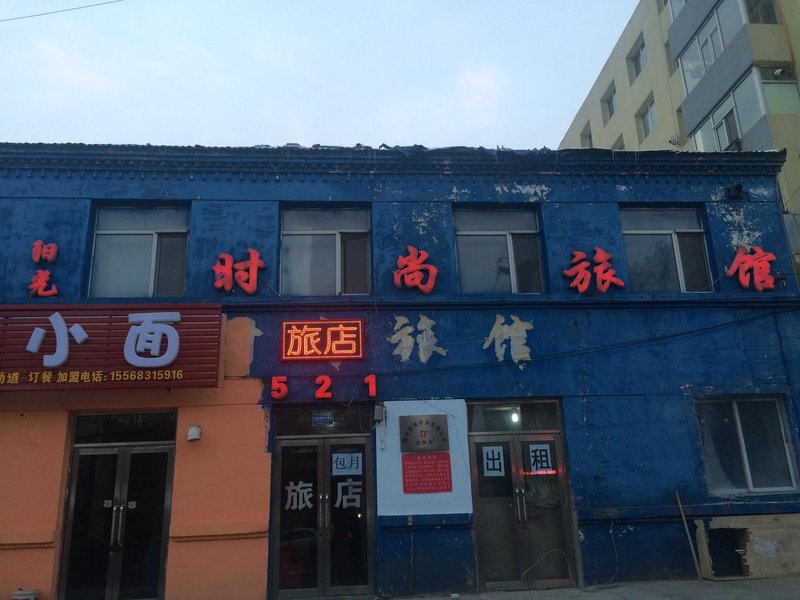 阳光
时尚旅馆
小面
订餐 加盟电话：15568315916
旅店
旅馆
521
包月
旅店
出租